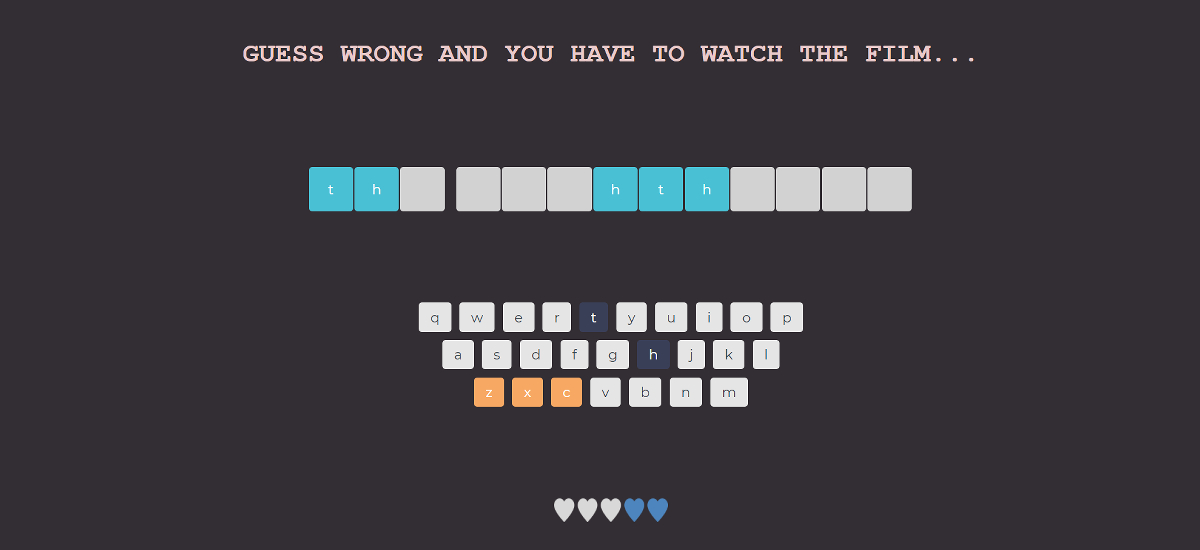 GUESS WRONG AND YOU HAVE TO WATCH THE FILM...
t h h t h
q w e r t y u i o p
a s d f g h j k l
z x c v b n m